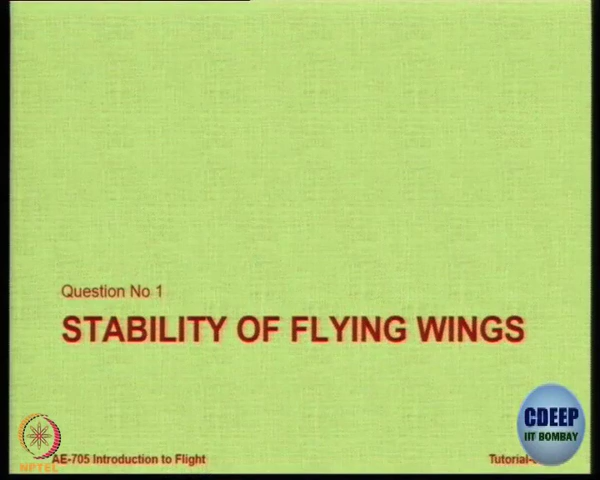 Question No 1
STABILITY OF FLYING WINGS
CDEEP
IIT BOMBAY
NPTEL
AE-705 Introduction to Flight